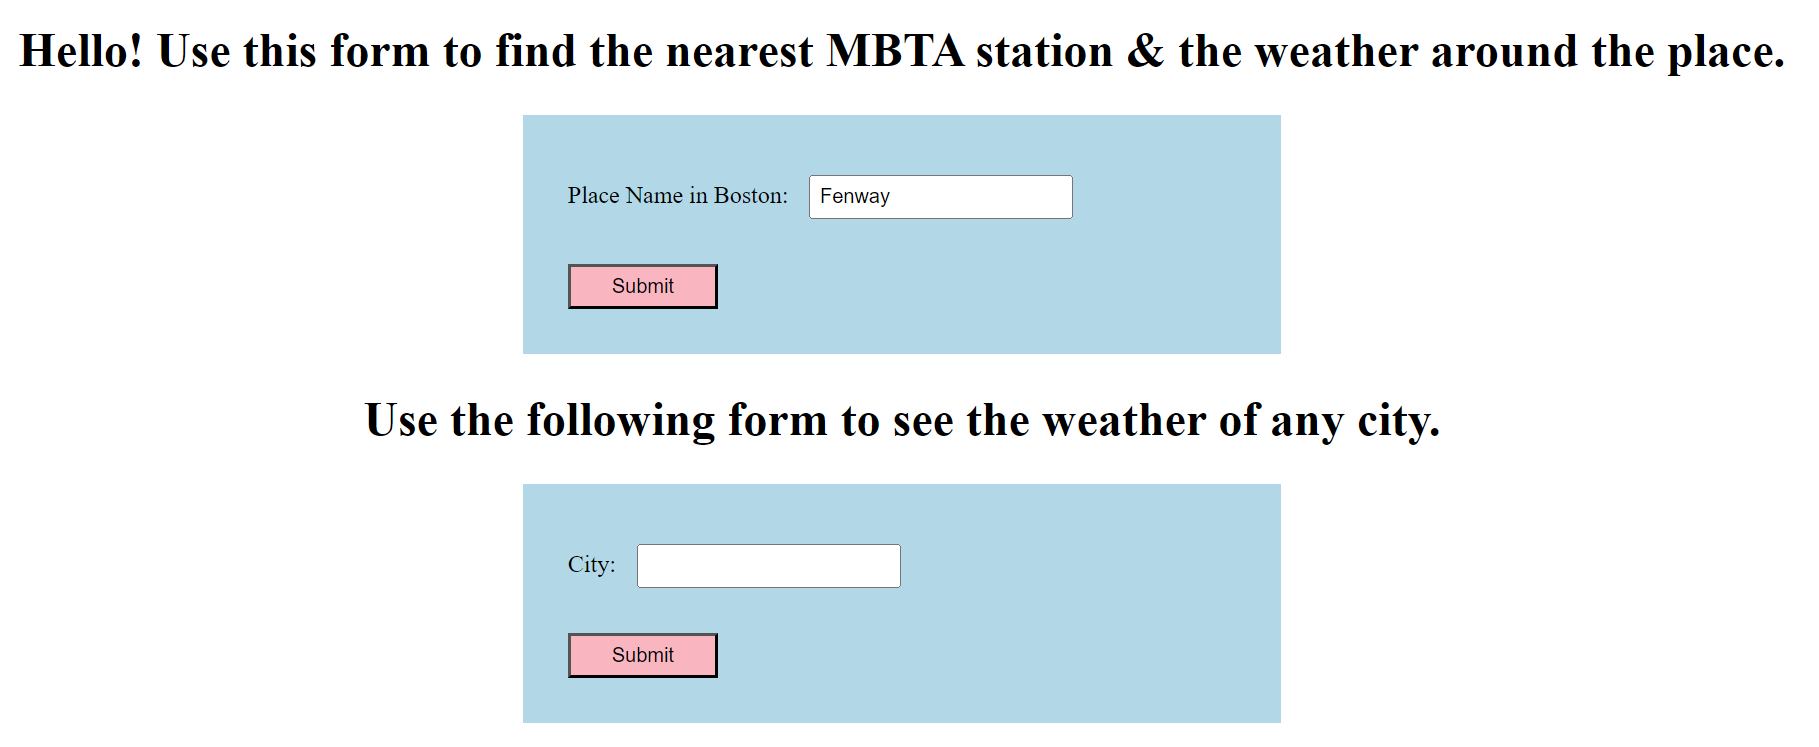 Hello! Use this form to find the nearest MBTA station & the weather around the place.
Place Name in Boston: Fenway
Submit
Use the following form to see the weather of any city.
City:
Submit